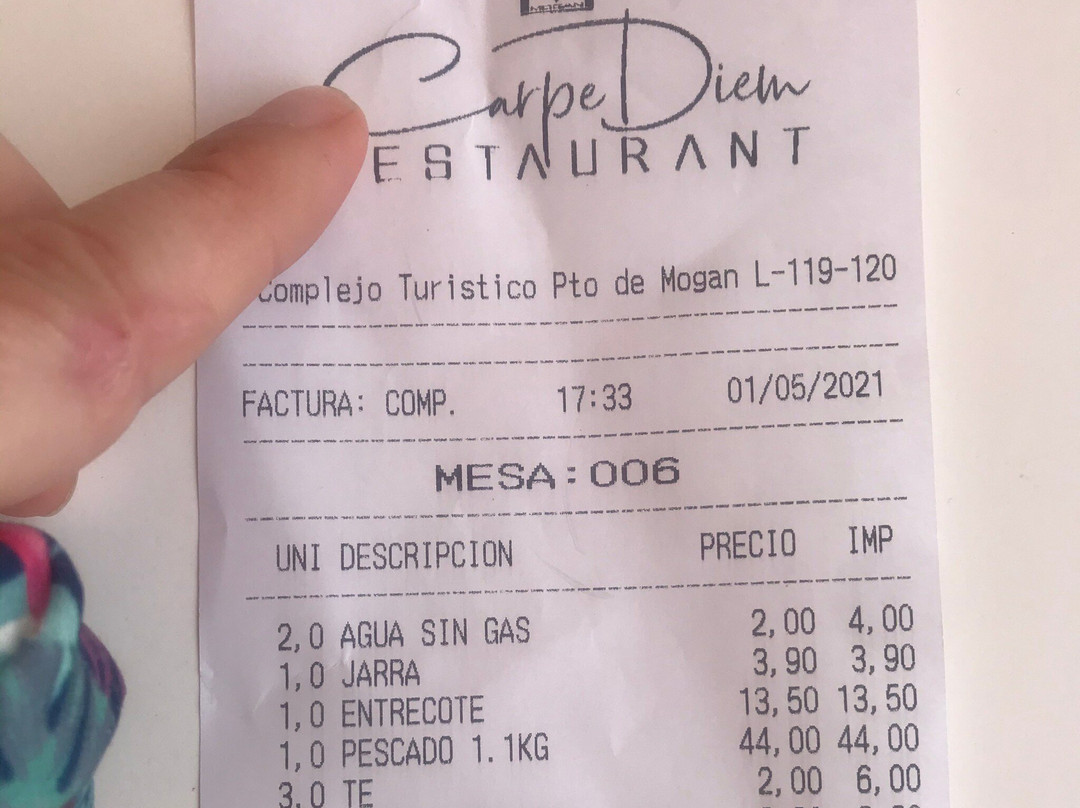 Carpe Diem
ESTAURANT
Complejo Turistico Pto de Mogan L-119-120
FACTURA: COMP. 17:33 01/05/2021
MESA:006
UNI DESCRIPCION PRECIO IMP
2,0 AGUA SIN GAS 2,00 4,00
1,0 JARRA 3,90 3,90
1,0 ENTRECOTE 13,50 13,50
1,0 PESCADO 1.1KG 44,00 44,00
3,0 TE 2,00 6,00